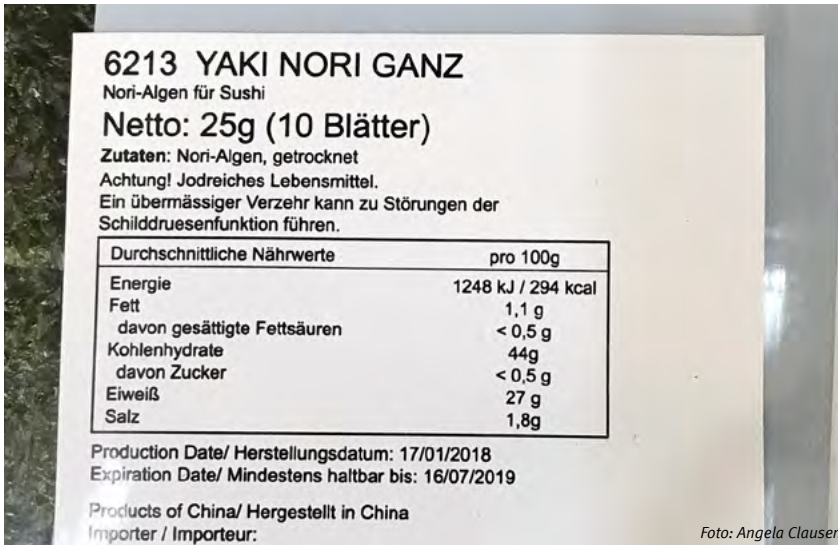 6213 YAKI NORI GANZ
Nori-Algen für Sushi
Netto: 25g (10 Blätter)
Zutaten: Nori-Algen, getrocknet
Achtung! Jodreiches Lebensmittel.
Ein übermässiger Verzehr kann zu Störungen der
Schilddruesenfunktion führen.
Durchschnittliche Nährwerte pro 100g
Energie 1248 kJ / 294 kcal
Fett 1,1 g
davon gesättigte Fettsäuren < 0,5 g
Kohlenhydrate 44g
davon Zucker < 0,5 g
Eiweiß 27 g
Salz 1,8g
Production Date/ Herstellungsdatum: 17/01/2018
Expiration Date/ Mindestens haltbar bis: 16/07/2019
Products of China/ Hergestellt in China
Importer / Importeur:
Foto: Angela Clausen